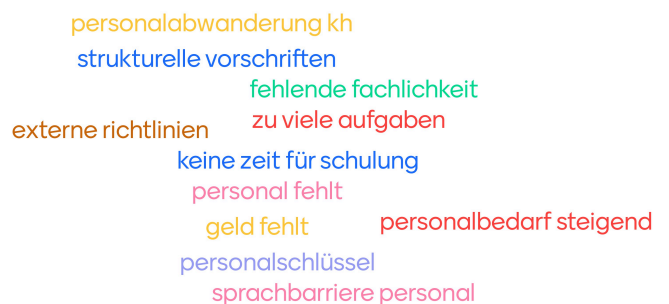 personalabwanderung kh
strukturelle vorschriften
fehlende fachlichkeit
zu viele aufgaben
externe richtlinien
keine zeit für schulung
personal fehlt
geld fehlt
personalbedarf steigend
personalschlüssel
sprachbarriere personal